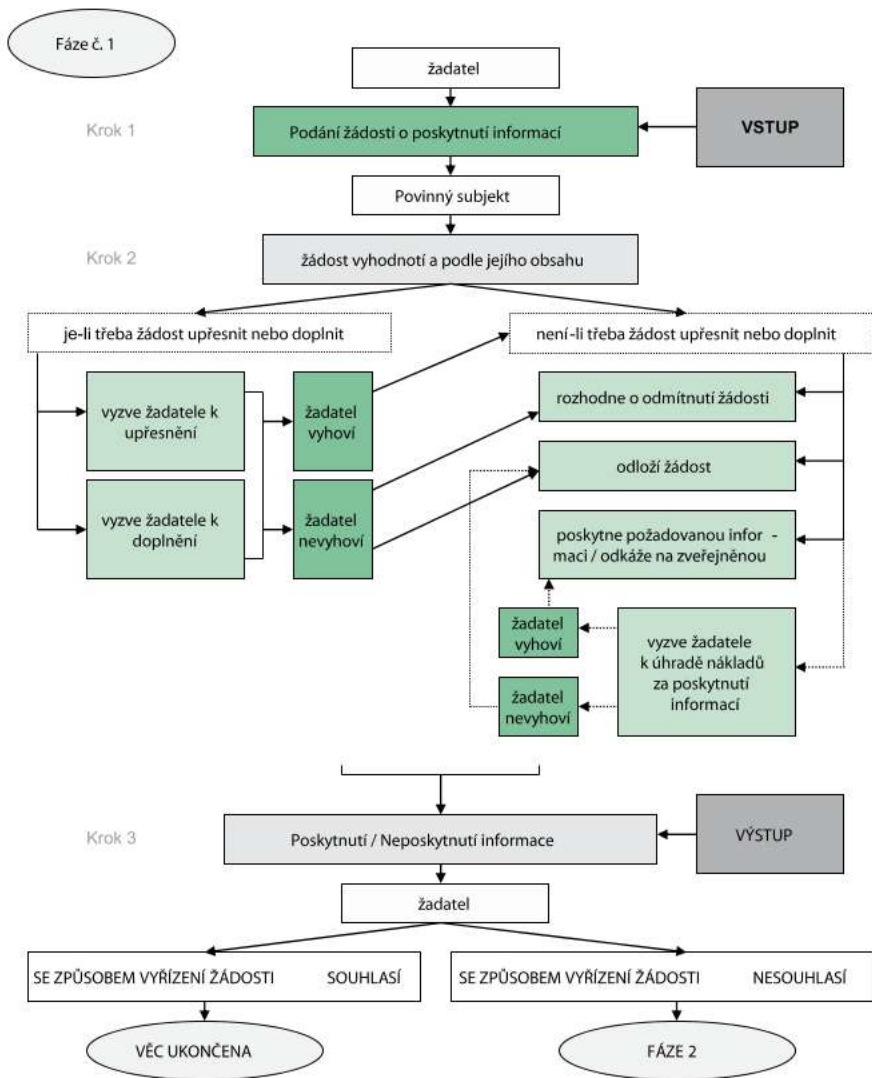 Fáze č. 1
žadatel
Krok 1
Podání žádosti o poskytnutí informací
VSTUP
Povinný subjekt
Krok 2
žádost vyhodnotí a podle jejího obsahu
je-li třeba žádost upřesnit nebo doplnit
není-li třeba žádost upřesnit nebo doplnit
vyzve žadatele k
upřesnění
žadatel
vyhoví
rozhodne o odmítnutí žádosti
odloží žádost
vyzve žadatele k
doplnění
žadatel
nevyhoví
poskytne požadovanou infor -
maci / odkáže na zveřejněnou
žadatel
vyhoví
vyzve žadatele
k úhradě nákladů
za poskytnutí
informací
žadatel
nevyhoví
Krok 3
Poskytnutí / Neposkytnutí informace
VÝSTUP
žadatel
SE ZPŮSOBEM VYŘÍZENÍ ŽÁDOSTI SOUHLASÍ
SE ZPŮSOBEM VYŘÍZENÍ ŽÁDOSTI NESOUHLASÍ
VĚC UKONČENA
FÁZE 2